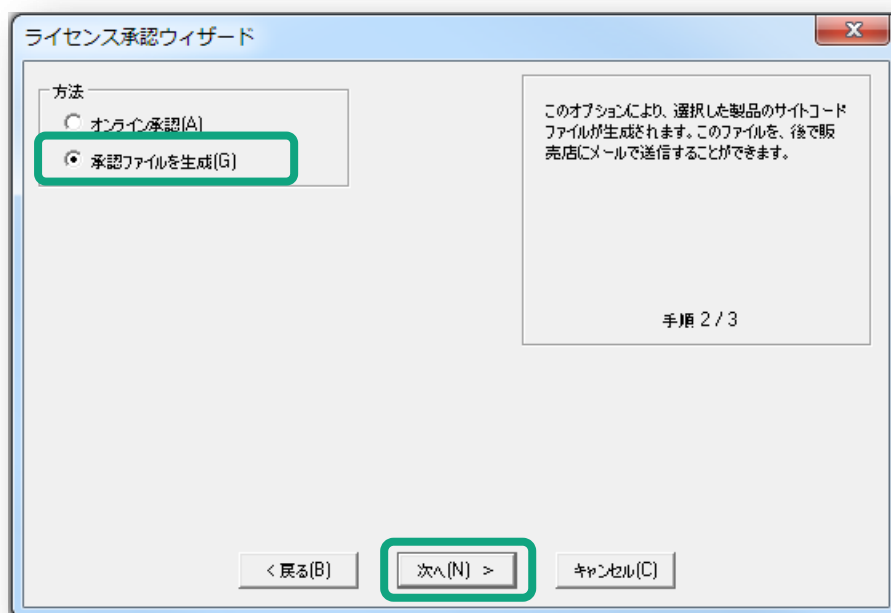 ライセンス承認ウィザード
方法
オンライン承認(A)
承認ファイルを生成(G)
このオプションにより、選択した製品のサイトコード
ファイルが生成されます。このファイルを、後で販
売店にメールで送信することができます。
手順 2 / 3
< 戻る(B)
次へ(N) >
キャンセル(C)